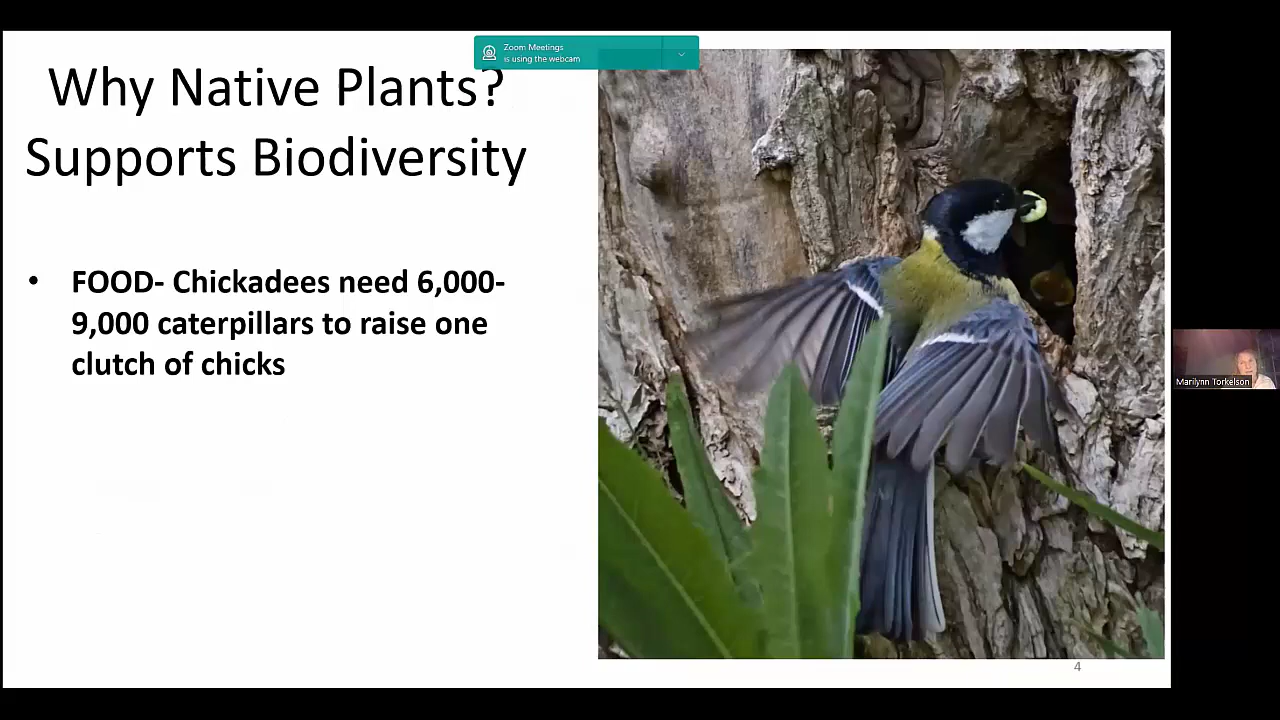 Zoom Meetings
is using the webcam
Why Native Plants?
Supports Biodiversity
• FOOD- Chickadees need 6,000-
9,000 caterpillars to raise one
clutch of chicks
Marilynn Torkelson
4